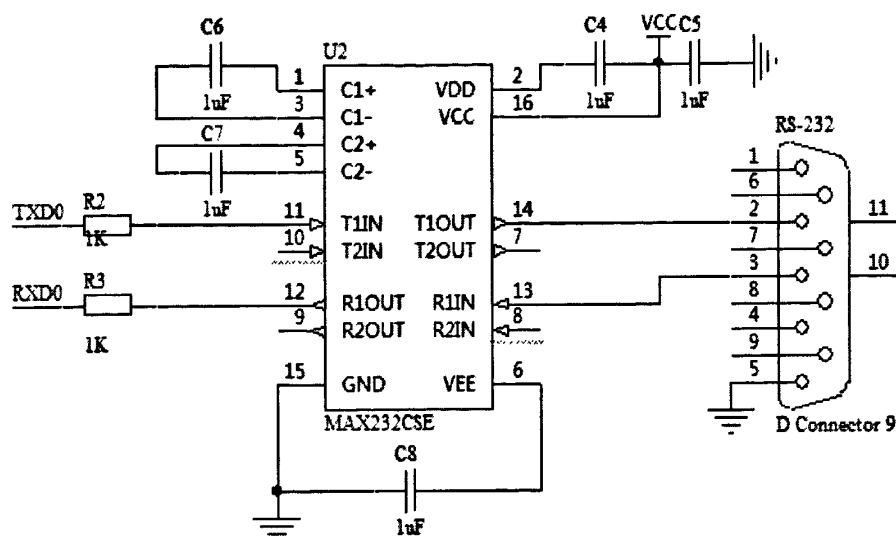 C6
1uF
C7
1uF
U2
1 C1+ VDD 2
3 C1- VCC 16
4 C2+
5 C2-
C4
1uF
VCC
C5
1uF
TXD0
R2
1K
11 T1IN T1OUT 14
10 T2IN T2OUT 7
RXD0
R3
1K
12 R1OUT R1IN 13
9 R2OUT R2IN 8
15 GND VEE 6
MAX232CSE
C8
1uF
RS-232
1
6
2
7
3
8
4
9
5
11
10
D Connector 9